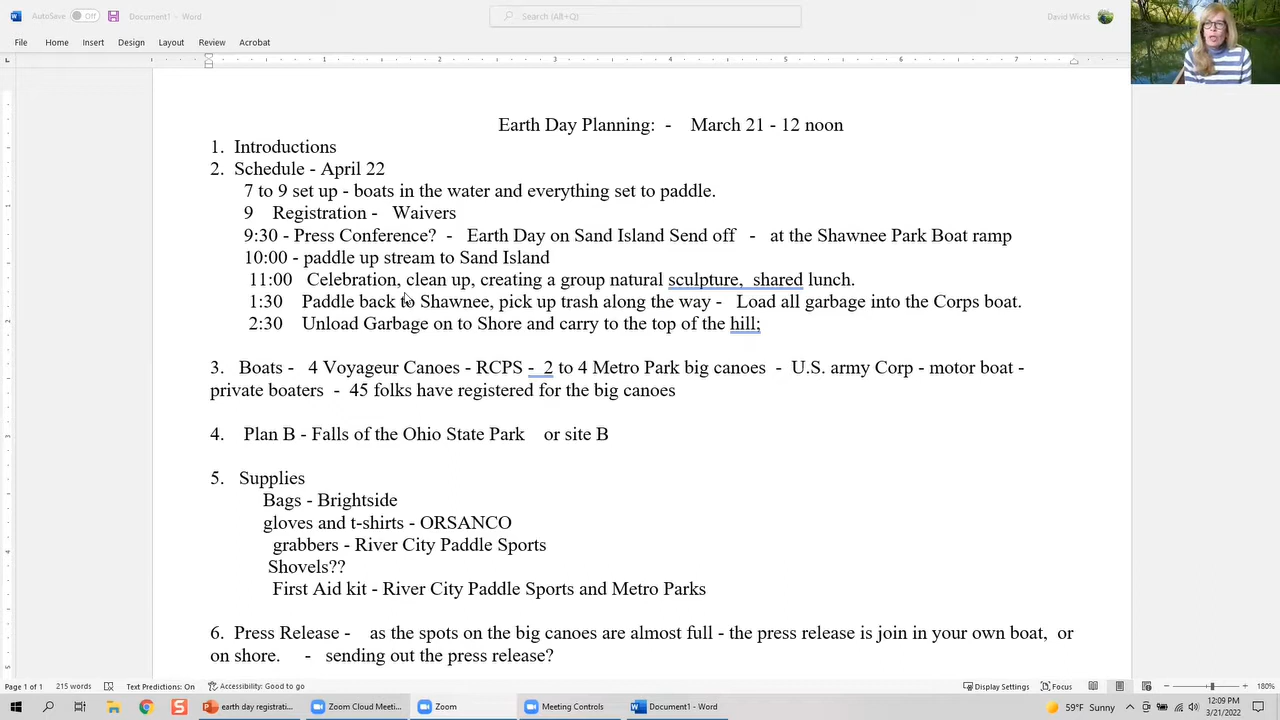 AutoSave Off Document1 - Word Search (Alt+Q) David Wicks
File Home Insert Design Layout Review Acrobat
1 2 3 4 5 6 7
Earth Day Planning: - March 21 - 12 noon
1. Introductions
2. Schedule - April 22
7 to 9 set up - boats in the water and everything set to paddle.
9 Registration - Waivers
9:30 - Press Conference? - Earth Day on Sand Island Send off - at the Shawnee Park Boat ramp
10:00 - paddle up stream to Sand Island
11:00 Celebration, clean up, creating a group natural sculpture, shared lunch.
1:30 Paddle back to Shawnee, pick up trash along the way - Load all garbage into the Corps boat.
2:30 Unload Garbage on to Shore and carry to the top of the hill;
3. Boats - 4 Voyageur Canoes - RCPS - 2 to 4 Metro Park big canoes - U.S. army Corp - motor boat -
private boaters - 45 folks have registered for the big canoes
4. Plan B - Falls of the Ohio State Park or site B
5. Supplies
Bags - Brightside
gloves and t-shirts - ORSANCO
grabbers - River City Paddle Sports
Shovels??
First Aid kit - River City Paddle Sports and Metro Parks
6. Press Release - as the spots on the big canoes are almost full - the press release is join in your own boat, or
on shore. - sending out the press release?
Page 1 of 1 215 words Text Predictions: On Accessibility: Good to go Display Settings Focus 180%
earth day registrati... Zoom Cloud Meeti... Zoom Meeting Controls Document1 - Word 59°F Sunny 12:09 PM
3/21/2022